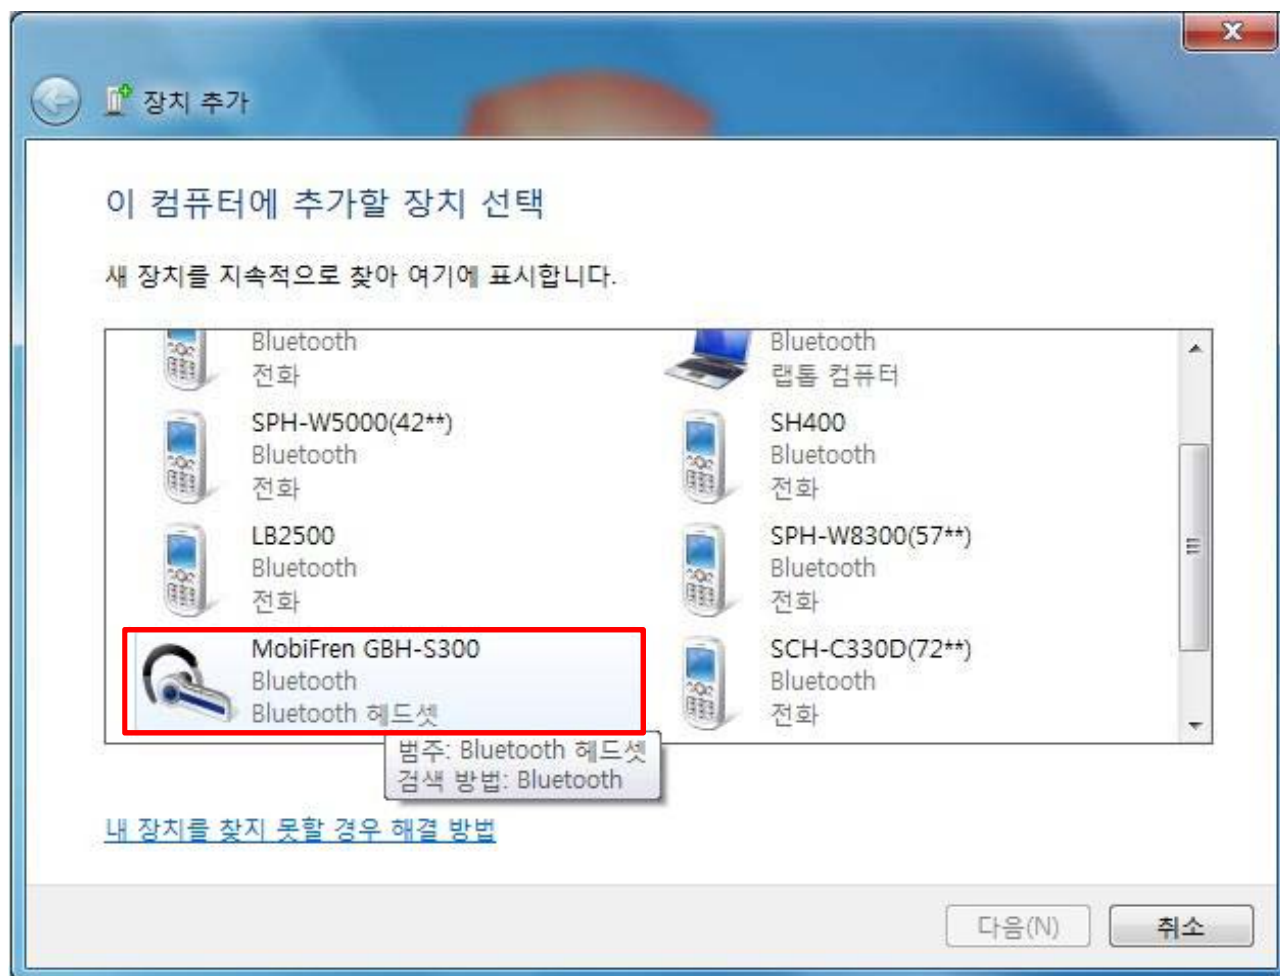 장치 추가
이 컴퓨터에 추가할 장치 선택
새 장치를 지속적으로 찾아 여기에 표시합니다.
Bluetooth
전화
Bluetooth
랩톱 컴퓨터
SPH-W5000(42**)
Bluetooth
전화
SH400
Bluetooth
전화
LB2500
Bluetooth
전화
SPH-W8300(57**)
Bluetooth
전화
MobiFren GBH-S300
Bluetooth
Bluetooth 헤드셋
SCH-C330D(72**)
Bluetooth
전화
범주: Bluetooth 헤드셋
검색 방법: Bluetooth
내 장치를 찾지 못할 경우 해결 방법
다음(N)
취소